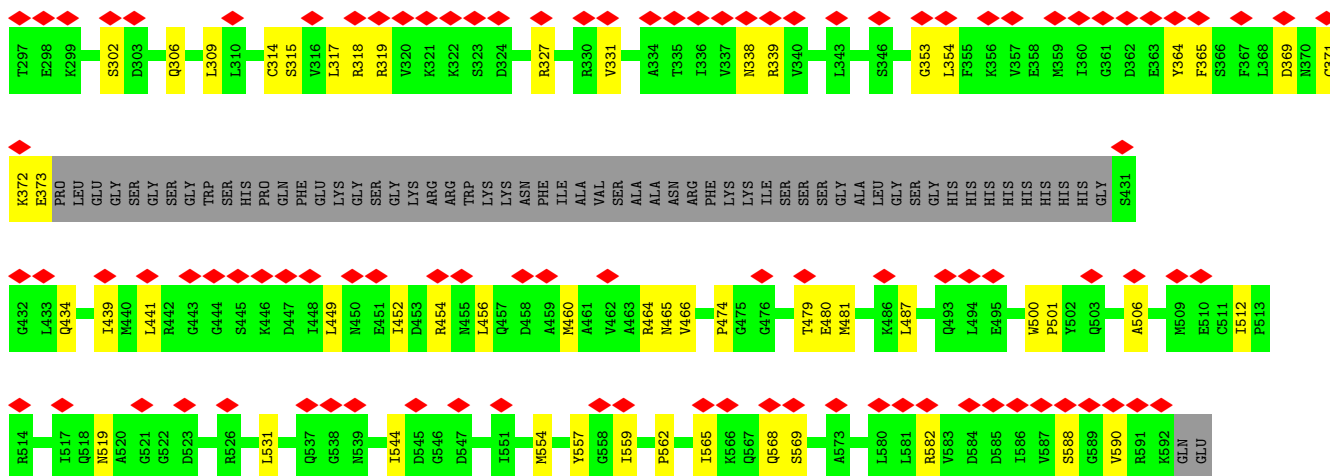 T297 E298 K299 S302 D303 Q306 L309 L310 C314 S315 V316 L317 R318 R319 V320 K321 K322 S323 D324 R327 R330 V331 A334 T335 I336 V337 N338 R339 V340 L343 S346 G353 L354 F355 K356 V357 E358 M359 I360 G361 D362 E363 Y364 F365 S366 F367 L368 D369 N370
K372 E373 PRO LEU GLU GLY SER GLY SER GLY TRP SER HIS PRO GLN PHE GLU LYS GLY SER GLY LYS ARG ARG TRP LYS LYS ASN PHE ILE ALA VAL SER ALA ALA ASN ARG PHE LYS LYS ILE SER SER SER GLY ALA LEU GLY SER GLY HIS HIS HIS HIS HIS HIS HIS HIS GLY S431
G432 L433 Q434 I439 M440 L441 R442 G443 G444 S445 K446 D447 I448 L449 N450 E451 I452 D453 R454 N455 L456 Q457 D458 A459 M460 A461 V462 A463 R464 N465 V466 P474 G475 G476 T479 E480 M481 K486 L487 Q493 L494 E495 W500 P501 Y502 Q503 A506 M509 E510 C511 I512 P513
R514 I517 Q518 N519 A520 G521 G522 D523 R526 L531 Q537 G538 N539 I544 D545 G546 D547 I551 M554 Y557 G558 I559 P562 I565 K566 Q567 Q568 S569 A573 L580 L581 R582 V583 D584 D585 I586 V587 S588 G589 V590 R591 K592 GLN GLU